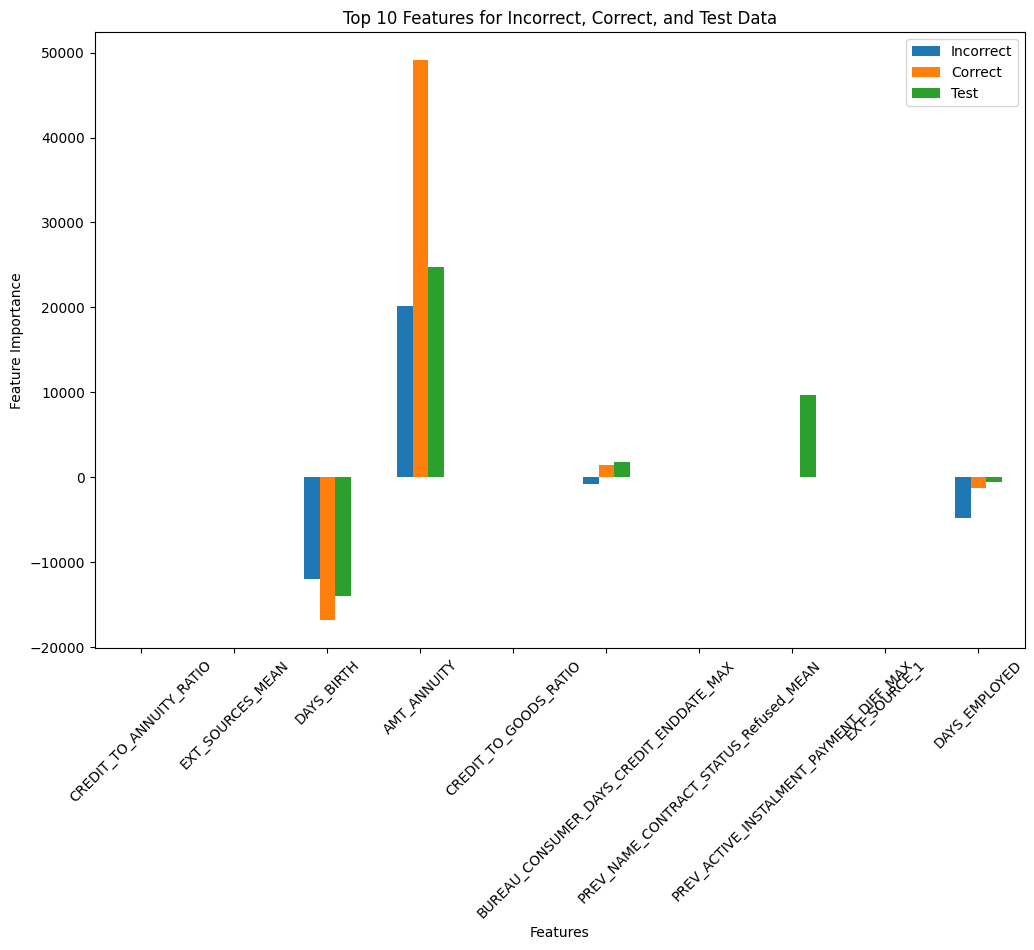 Top 10 Features for Incorrect, Correct, and Test Data
Incorrect
Correct
Test
Feature Importance
50000
40000
30000
20000
10000
0
−10000
−20000
CREDIT_TO_ANNUITY_RATIO
EXT_SOURCES_MEAN
DAYS_BIRTH
AMT_ANNUITY
CREDIT_TO_GOODS_RATIO
BUREAU_CONSUMER_DAYS_CREDIT_ENDDATE_MAX
PREV_NAME_CONTRACT_STATUS_Refused_MEAN
PREV_ACTIVE_INSTALMENT_PAYMENT_DIFF_MAX
EXT_SOURCE_1
DAYS_EMPLOYED
Features